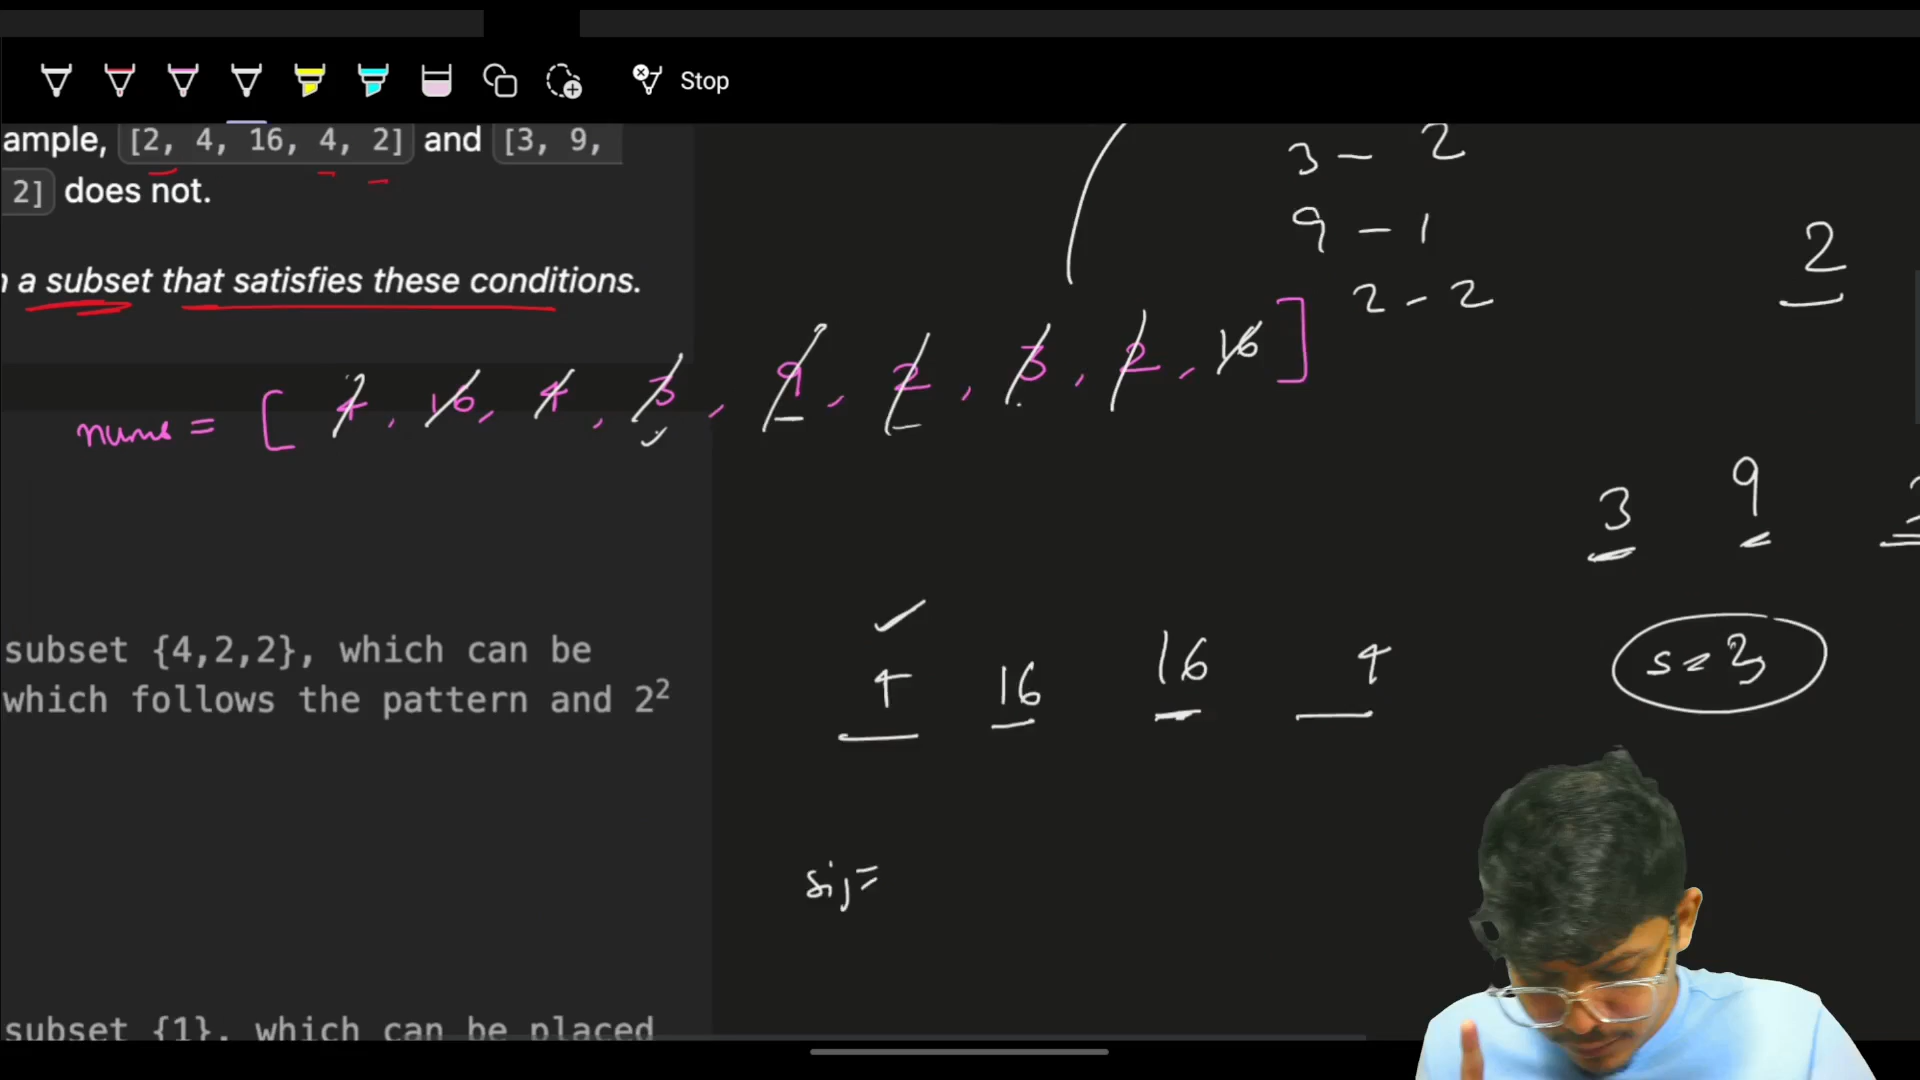 Stop
ample, [2, 4, 16, 4, 2] and [3, 9,
2] does not.
a subset that satisfies these conditions.
3 - 2
9 - 1
2 - 2
2
nums = [ 4, 16, 4, 3, 9, 2, 3, 2, 16 ]
3 9
subset {4,2,2}, which can be
which follows the pattern and 2²
4 16 16 4
subset {1}, which can be placed